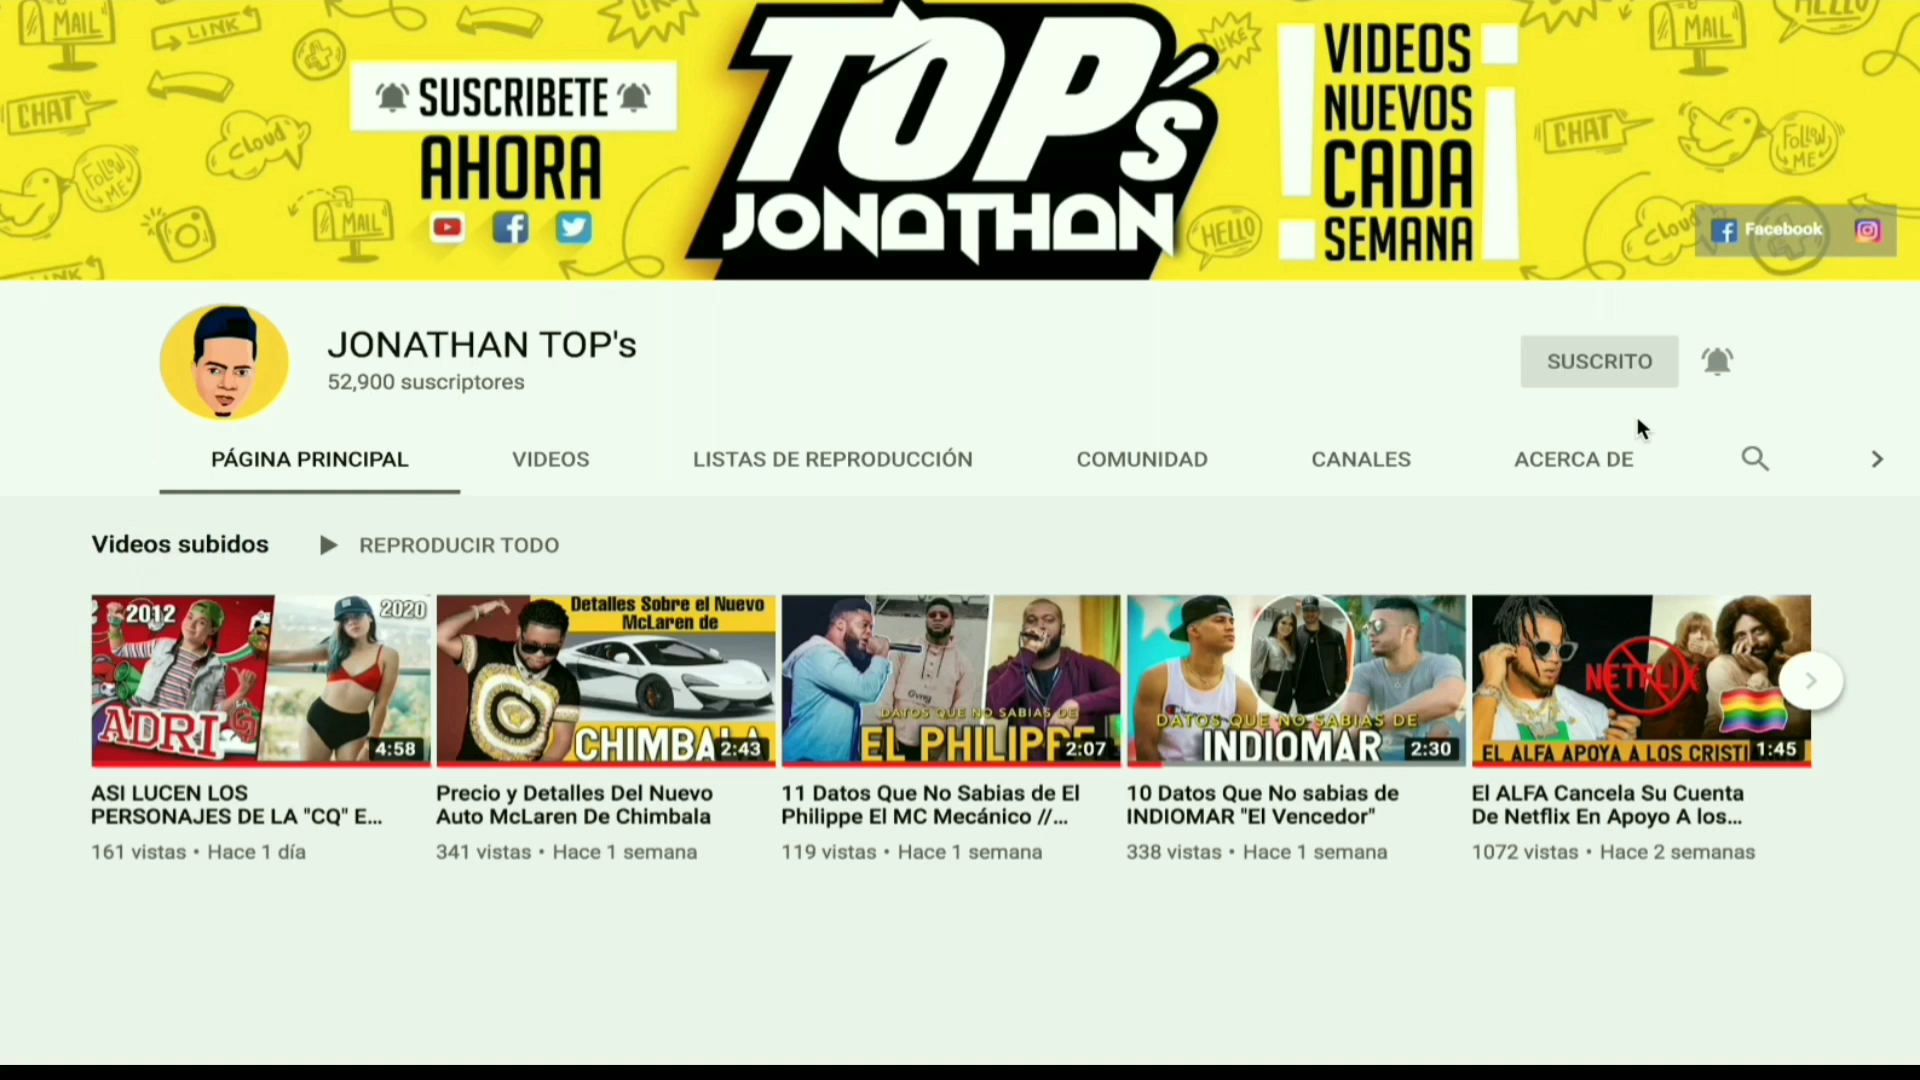 MAIL
LINK
LIKE
SUSCRIBETE
AHORA
TOP's
JONATHAN
VIDEOS
NUEVOS
CADA
SEMANA
LIKE
MAIL
HELLO
CHAT
Cloud
FOLLOW
ME
MAIL
LINK
HELLO
CHAT
FOLLOW
ME
Cloud
Facebook
JONATHAN TOP's
52,900 suscriptores
SUSCRITO
PÁGINA PRINCIPAL
VIDEOS
LISTAS DE REPRODUCCIÓN
COMUNIDAD
CANALES
ACERCA DE
Videos subidos
REPRODUCIR TODO
2012
2020
ADRI
4:58
Detalles Sobre el Nuevo
McLaren de
CHIMBALA
2:43
DATOS QUE NO SABIAS DE
EL PHILIPPE
2:07
DATOS QUE NO SABIAS DE
INDIOMAR
2:30
NETFLIX
EL ALFA APOYA A LOS CRISTI
1:45
ASI LUCEN LOS
PERSONAJES DE LA "CQ" E...
161 vistas • Hace 1 día
Precio y Detalles Del Nuevo
Auto McLaren De Chimbala
341 vistas • Hace 1 semana
11 Datos Que No Sabias de El
Philippe El MC Mecánico //...
119 vistas • Hace 1 semana
10 Datos Que No sabias de
INDIOMAR "El Vencedor"
338 vistas • Hace 1 semana
El ALFA Cancela Su Cuenta
De Netflix En Apoyo A los...
1072 vistas • Hace 2 semanas